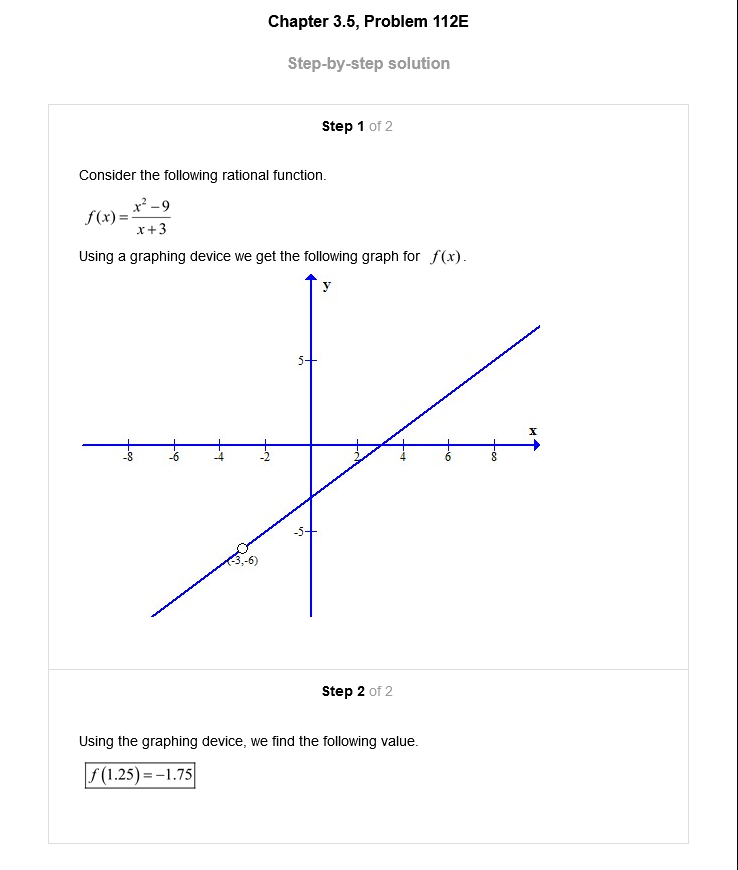 Chapter 3.5, Problem 112E
Step-by-step solution
Step 1 of 2
Consider the following rational function.
f(x) = (x² − 9)/(x + 3)
Using a graphing device we get the following graph for f(x).
y
5
x
-8 -6 -4 -2 2 4 6 8
-5
(-3,-6)
Step 2 of 2
Using the graphing device, we find the following value.
f(1.25) = −1.75